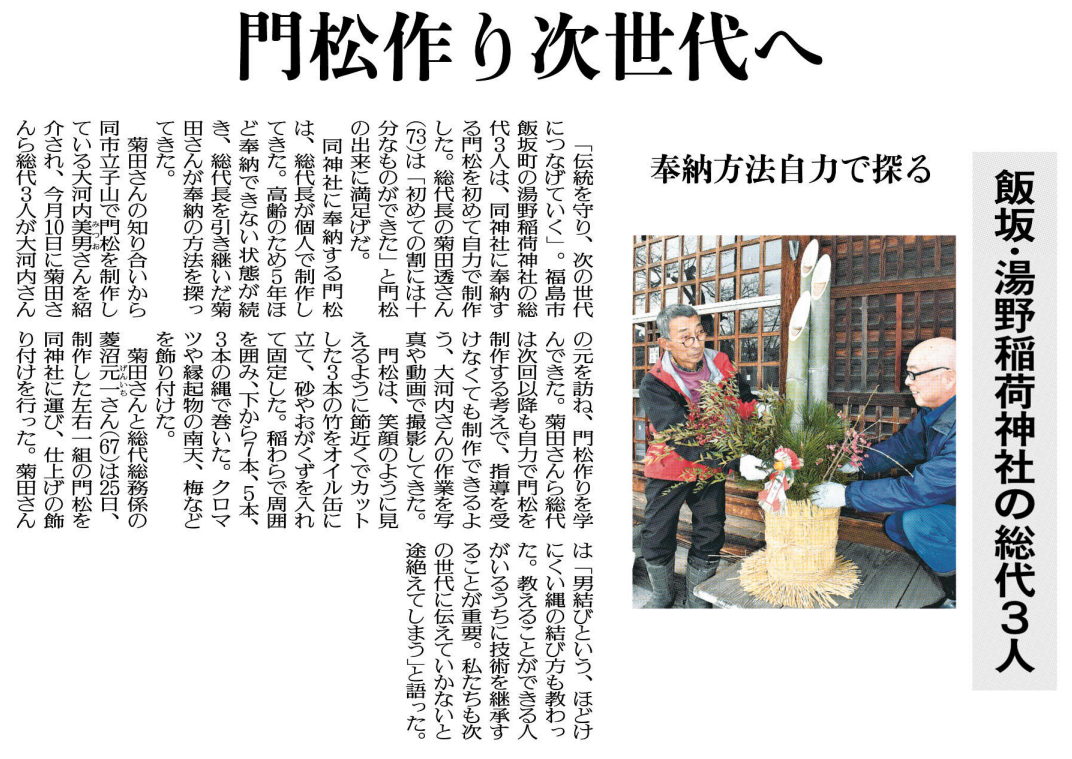 門松作り次世代へ
飯坂・湯野稲荷神社の総代3人
奉納方法自力で探る
「伝統を守り、次の世代
につなげていく」。福島市
飯坂町の湯野稲荷神社の総
代3人は、同神社に奉納す
る門松を初めて自力で制作
した。総代長の菊田透さん
(73)は「初めての割には十
分なものができた」と門松
の出来に満足げだ。
同神社に奉納する門松
は、総代長が個人で制作し
てきた。高齢のため5年ほ
ど奉納できない状態が続
き、総代長を引き継いだ菊
田さんが奉納の方法を探っ
てきた。
菊田さんの知り合いから
同市立子山で門松を制作し
ている大河内美男みつおさんを紹
介され、今月10日に菊田さ
んら総代3人が大河内さん
の元を訪ね、門松作りを学
んできた。菊田さんら総代
は次回以降も自力で門松を
制作する考えで、指導を受
けなくても制作できるよ
う、大河内さんの作業を写
真や動画で撮影してきた。
門松は、笑顔のように見
えるように節近くでカット
した3本の竹をオイル缶に
立て、砂やおがくずを入れ
て固定した。稲わらで周囲
を囲み、下から7本、5本、
3本の縄で巻いた。クロマ
ツや縁起物の南天、梅など
を飾り付けた。
菊田さんと総代総務係の
菱沼元一げんいちさん(67)は25日、
制作した左右一組の門松を
同神社に運び、仕上げの飾
り付けを行った。菊田さん
は「男結びという、ほどけ
にくい縄の結び方も教わっ
た。教えることができる人
がいるうちに技術を継承す
ることが重要。私たちも次
の世代に伝えていかないと
途絶えてしまう」と語った。